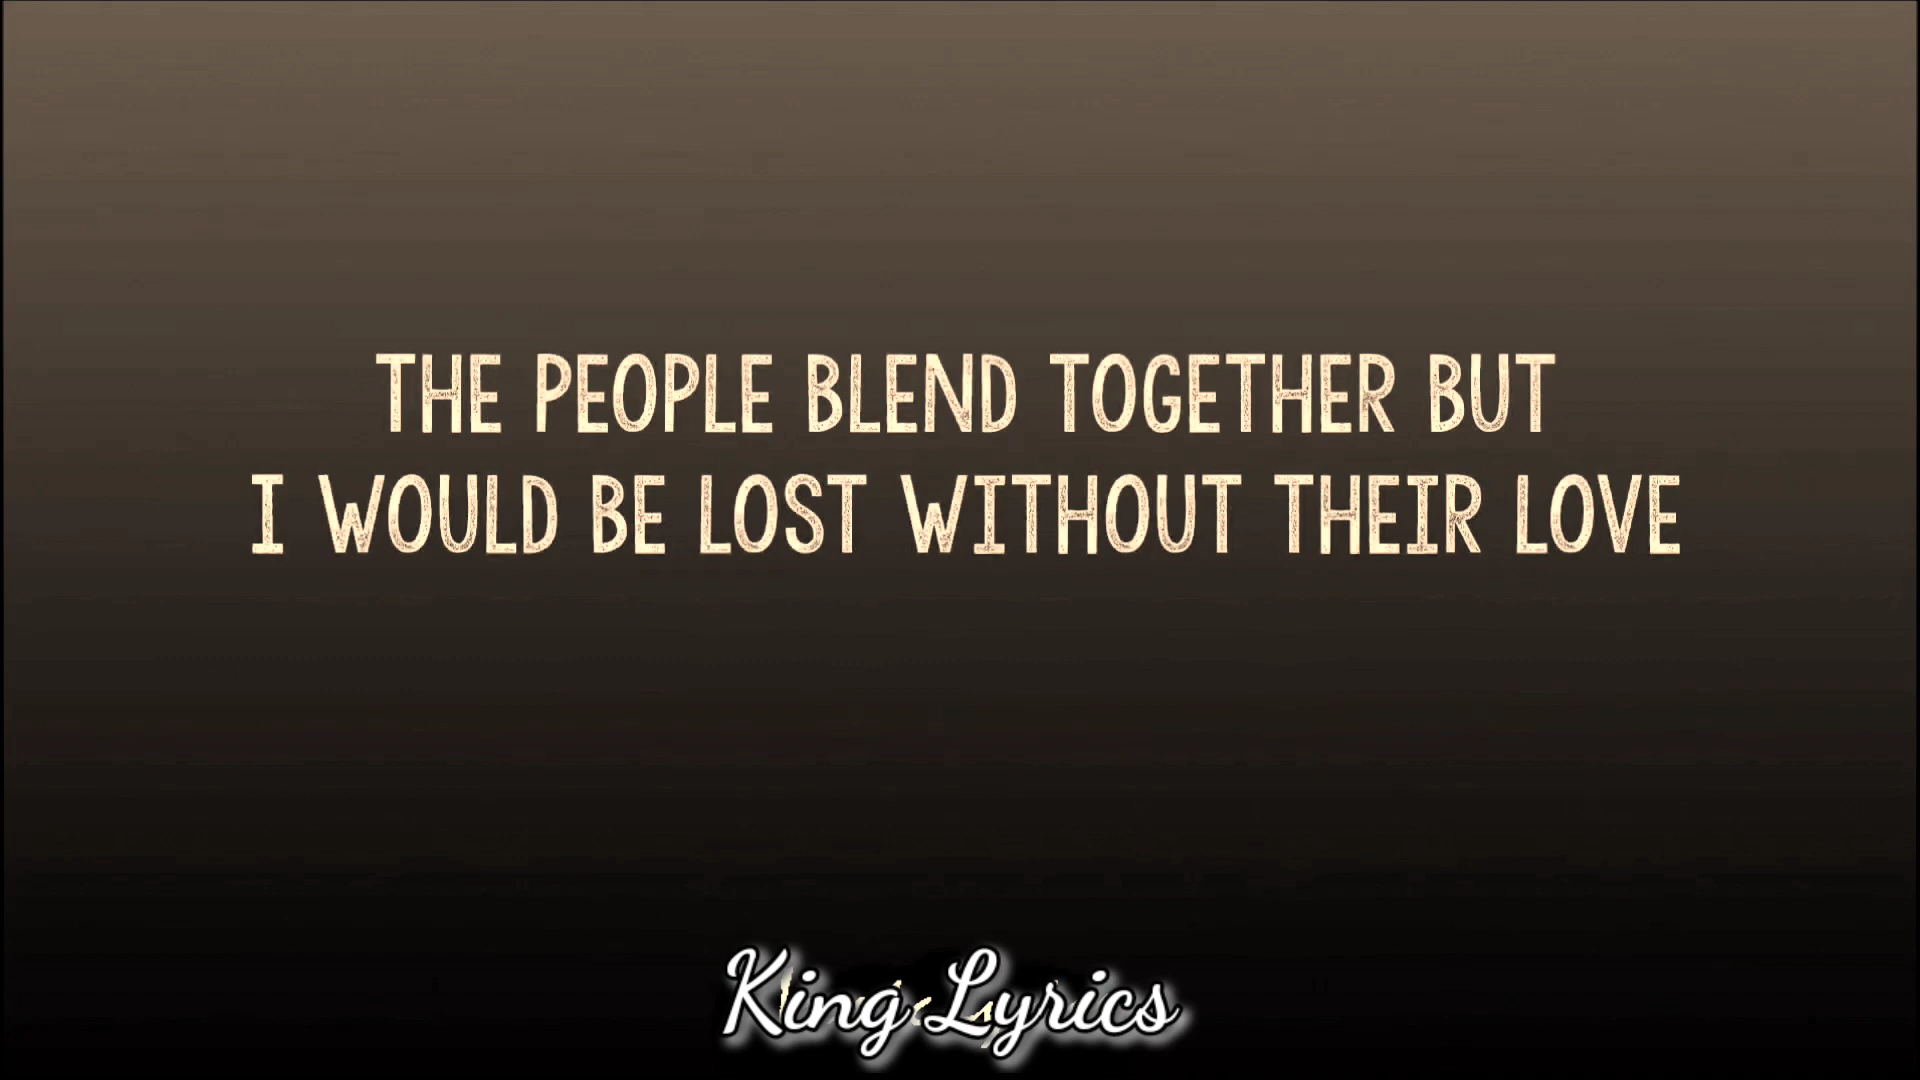 THE PEOPLE BLEND TOGETHER BUT
I WOULD BE LOST WITHOUT THEIR LOVE
King Lyrics